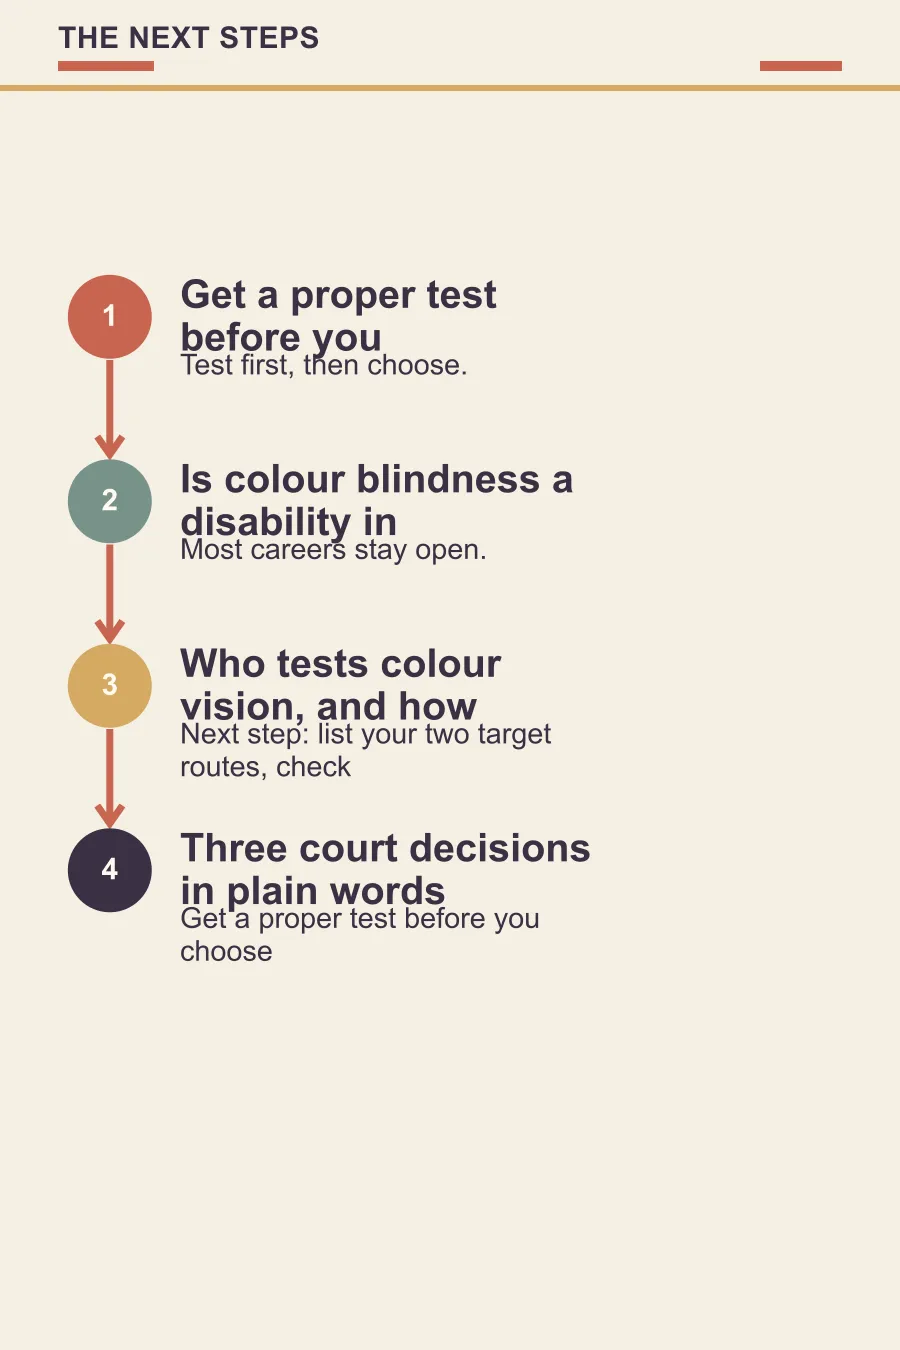 THE NEXT STEPS
1
Get a proper test
before you
Test first, then choose.
2
Is colour blindness a
disability in
Most careers stay open.
3
Who tests colour
vision, and how
Next step: list your two target
routes, check
4
Three court decisions
in plain words
Get a proper test before you
choose